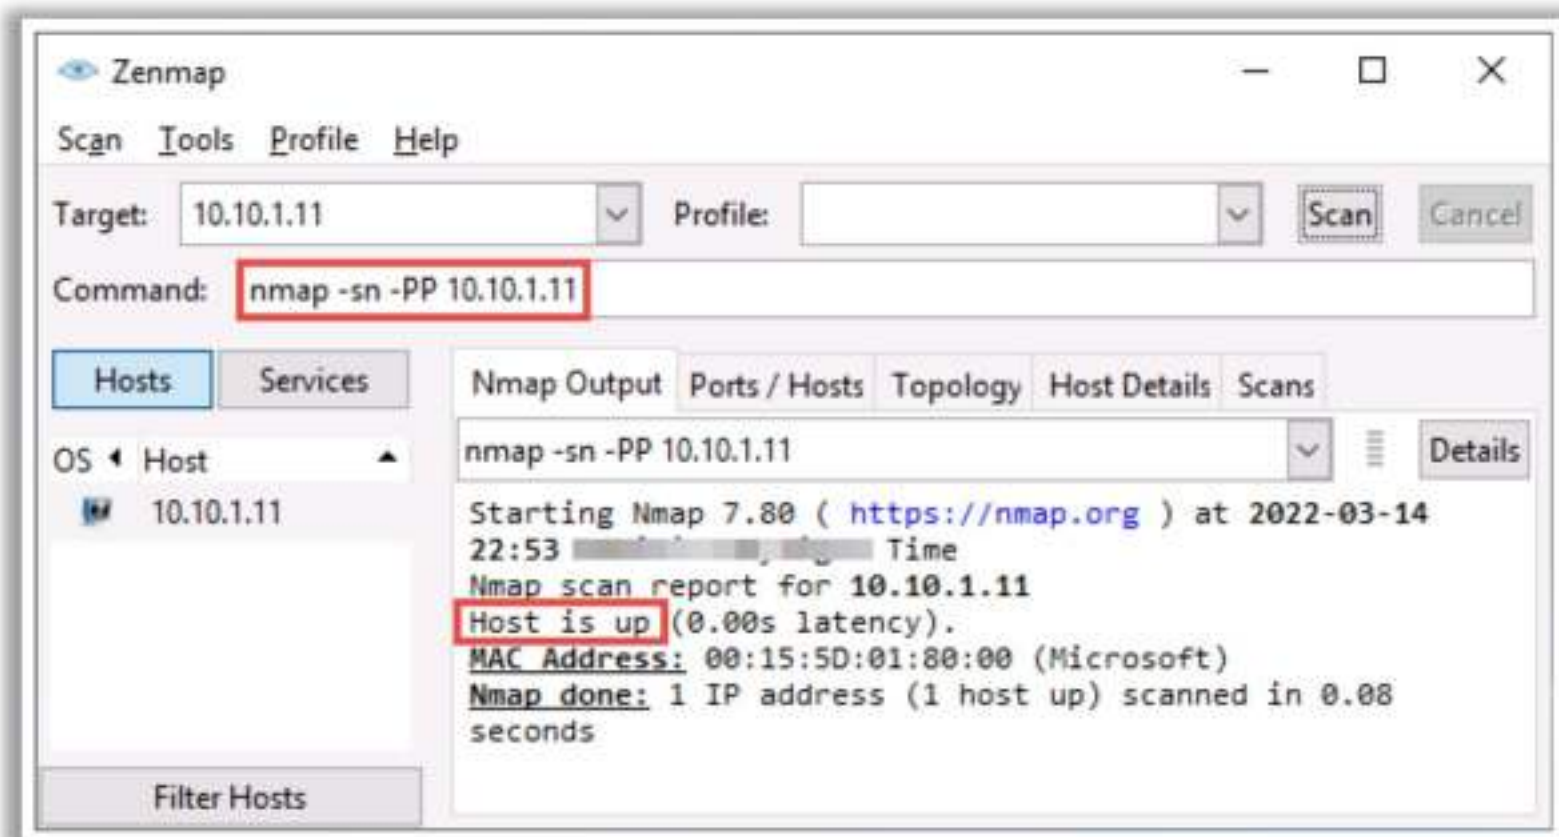 Zenmap
Scan Tools Profile Help
Target: 10.10.1.11 Profile: Scan Cancel
Command: nmap -sn -PP 10.10.1.11
Hosts Services
Nmap Output Ports / Hosts Topology Host Details Scans
OS Host
nmap -sn -PP 10.10.1.11 Details
10.10.1.11
Starting Nmap 7.80 ( https://nmap.org ) at 2022-03-14
22:53 Time
Nmap scan report for 10.10.1.11
Host is up (0.00s latency).
MAC Address: 00:15:5D:01:80:00 (Microsoft)
Nmap done: 1 IP address (1 host up) scanned in 0.08
seconds
Filter Hosts